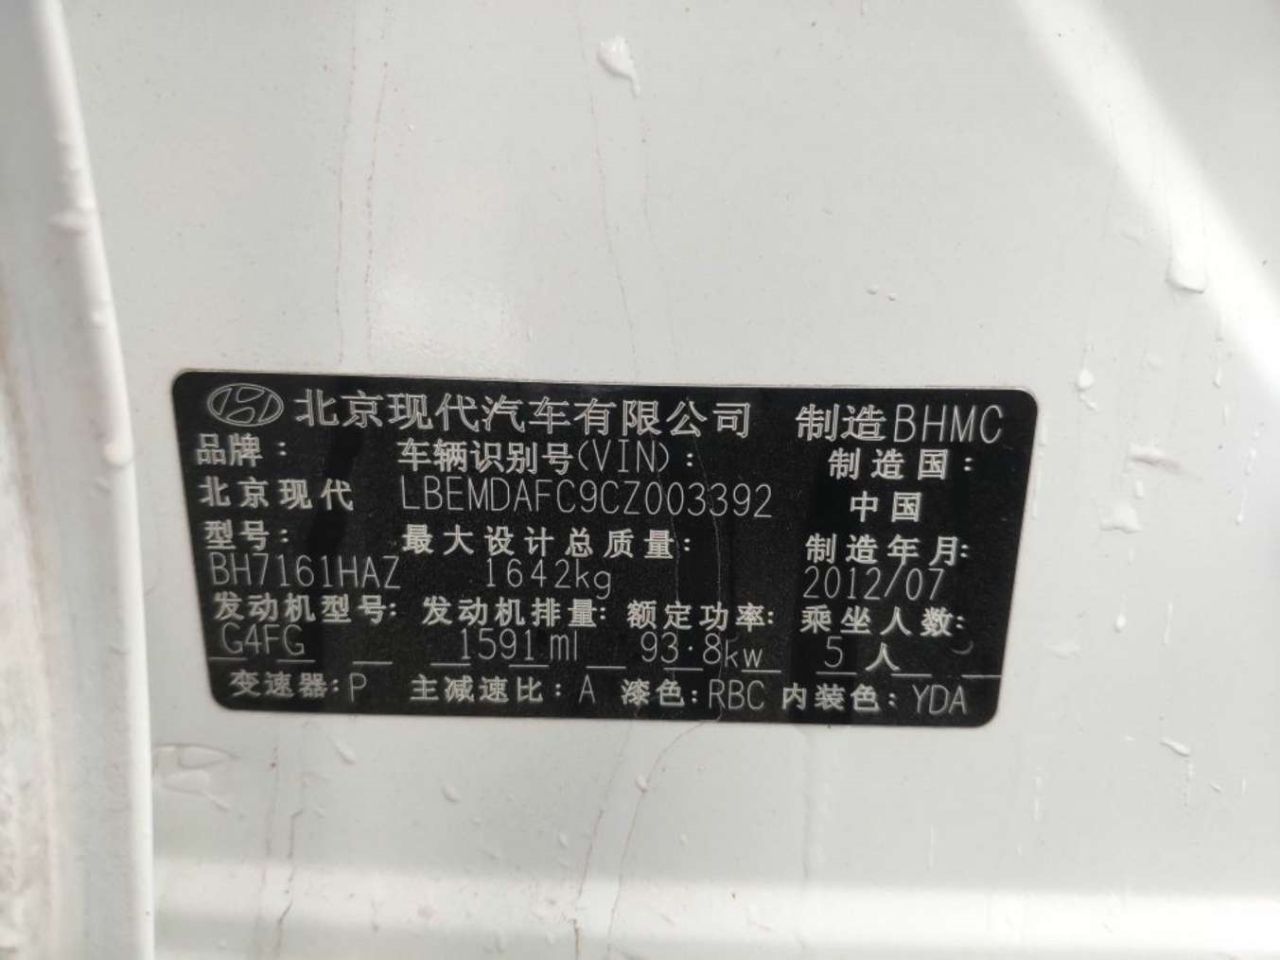 北京现代汽车有限公司 制造BHMC
品牌: 车辆识别号(VIN): 制造国:
北京现代 LBEMDAFC9CZ003392 中国
型号: 最大设计总质量: 制造年月:
BH7161HAZ 1642kg 2012/07
发动机型号: 发动机排量: 额定功率: 乘坐人数:
G4FG 1591ml 93.8kw 5人
变速器:P 主减速比:A 漆色:RBC 内装色:YDA